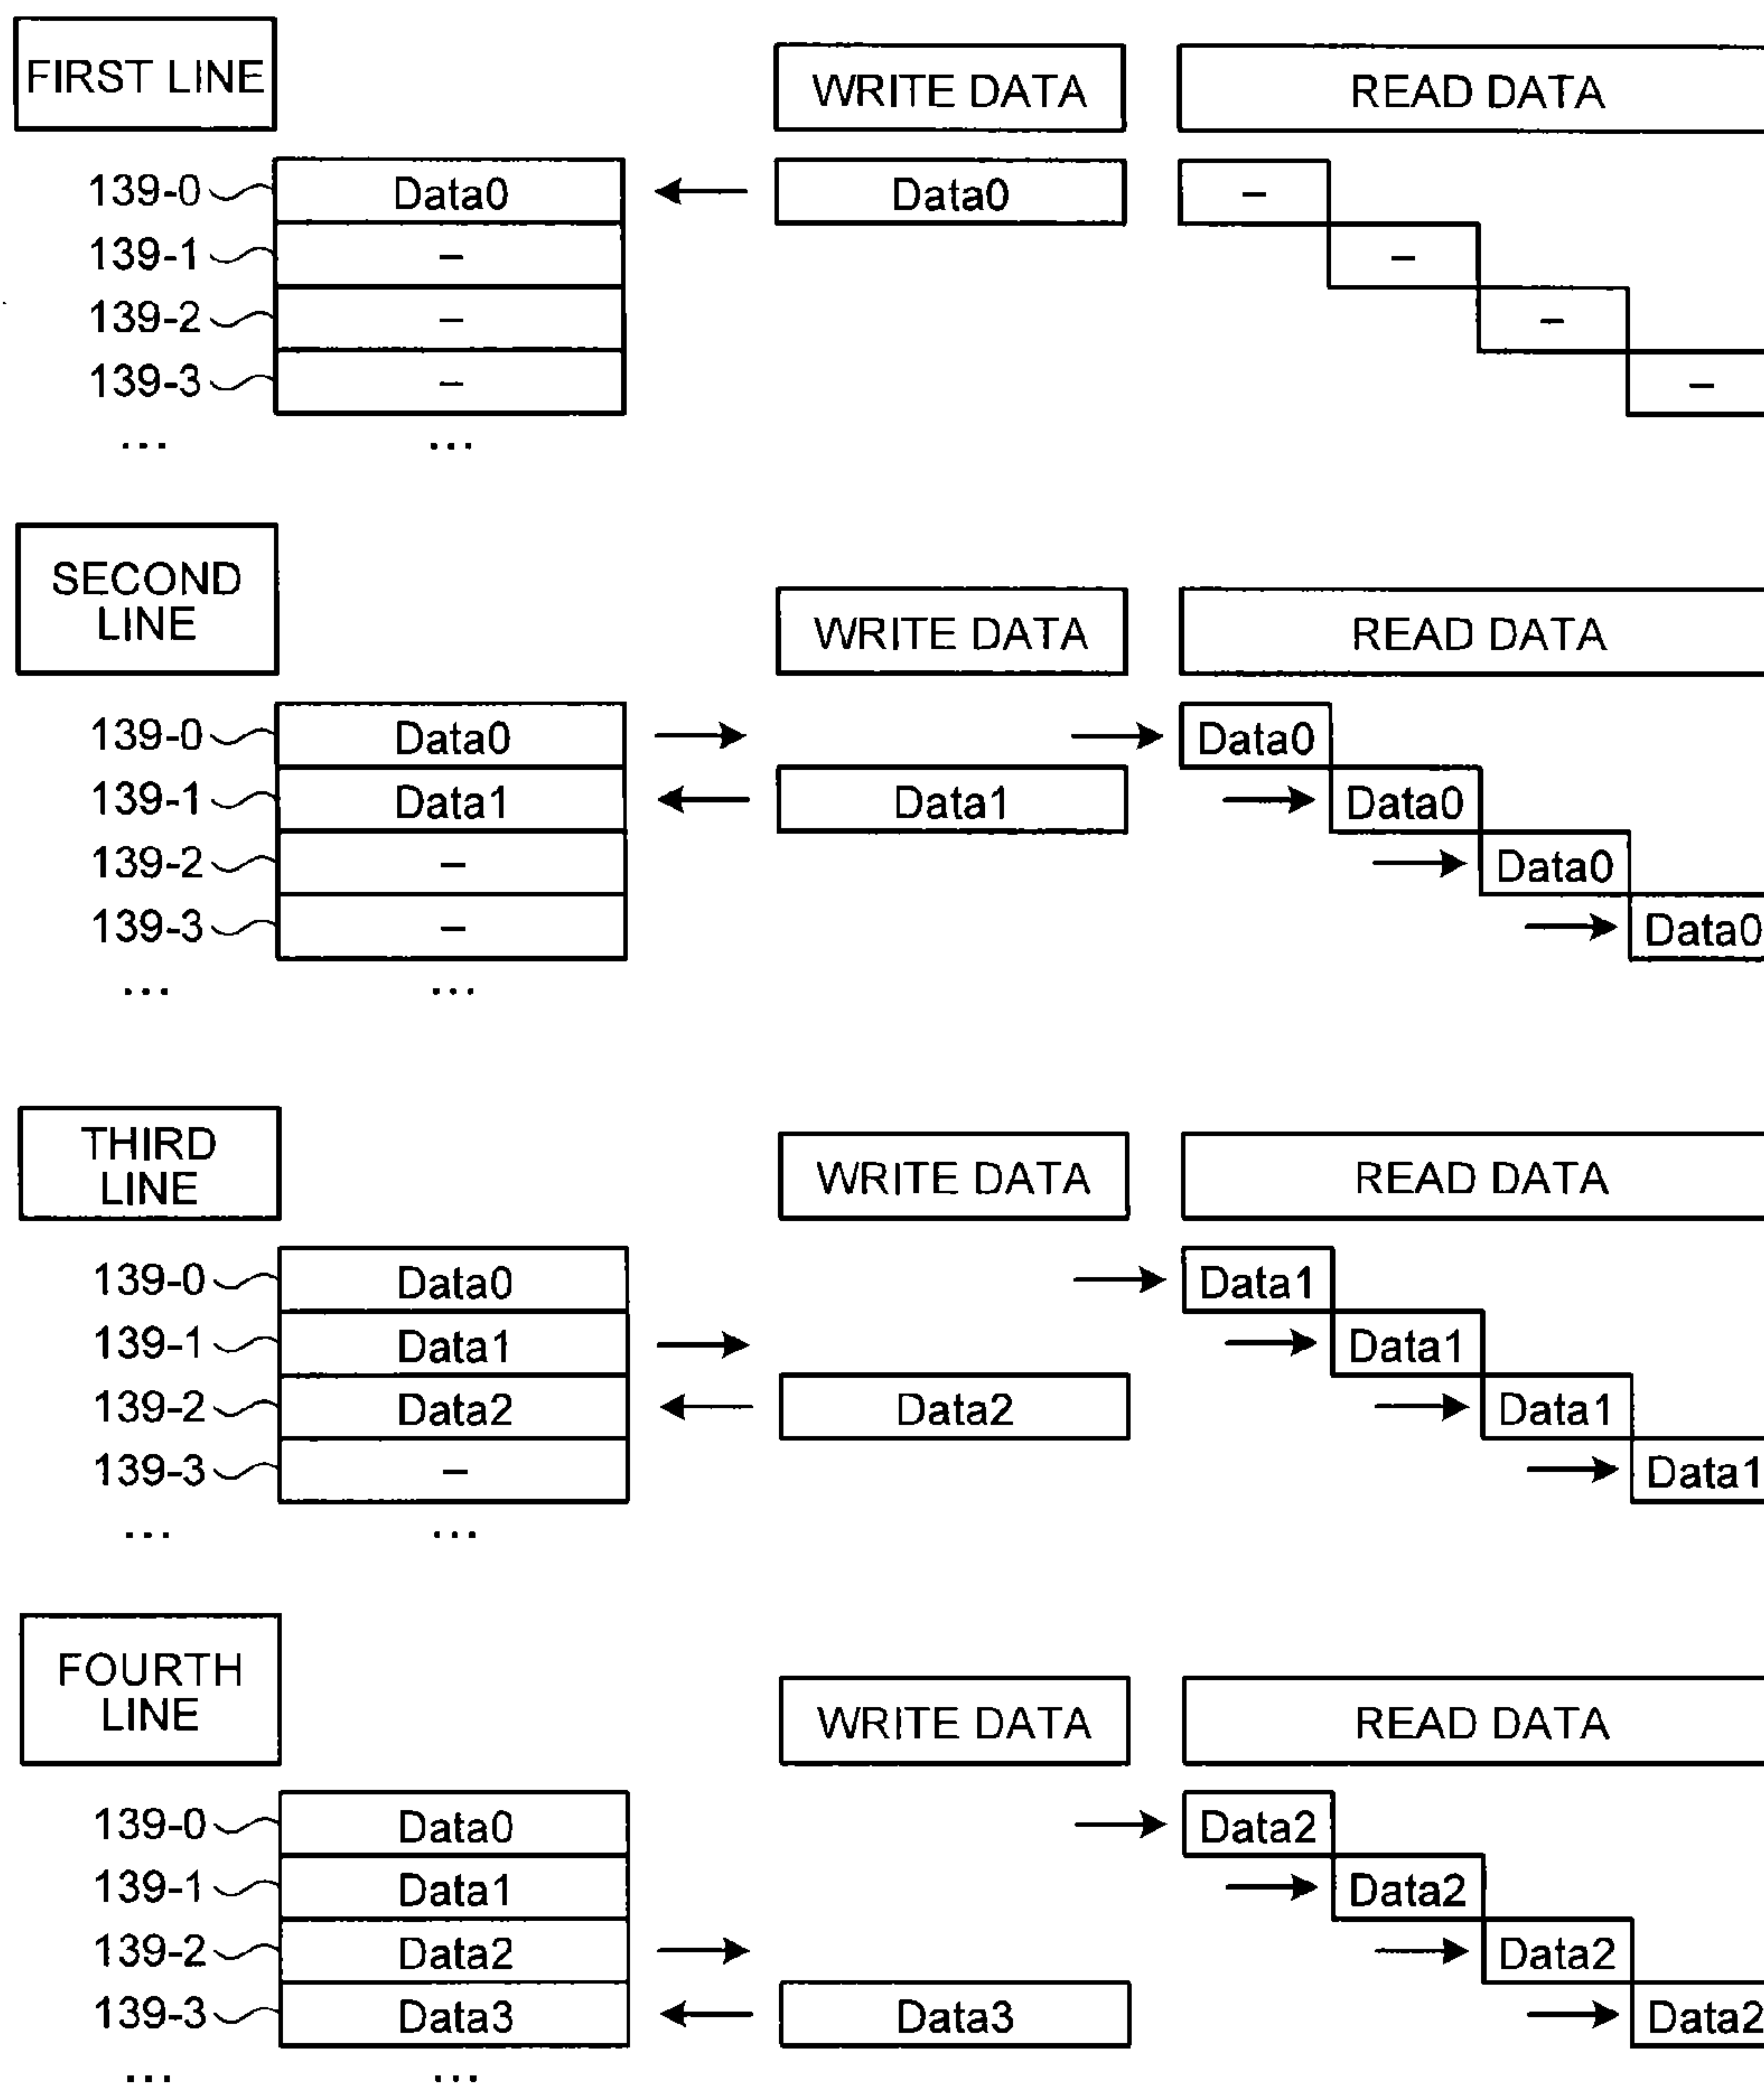 FIRST LINE
WRITE DATA
READ DATA
139-0 Data0 Data0 –
139-1 – –
139-2 – –
139-3 – –
... ...
SECOND
LINE
WRITE DATA
READ DATA
139-0 Data0 Data0
139-1 Data1 Data1 Data0
139-2 – Data0
139-3 – Data0
... ...
THIRD
LINE
WRITE DATA
READ DATA
139-0 Data0 Data1
139-1 Data1 Data1
139-2 Data2 Data2 Data1
139-3 – Data1
... ...
FOURTH
LINE
WRITE DATA
READ DATA
139-0 Data0 Data2
139-1 Data1 Data2
139-2 Data2 Data2
139-3 Data3 Data3 Data2
... ...